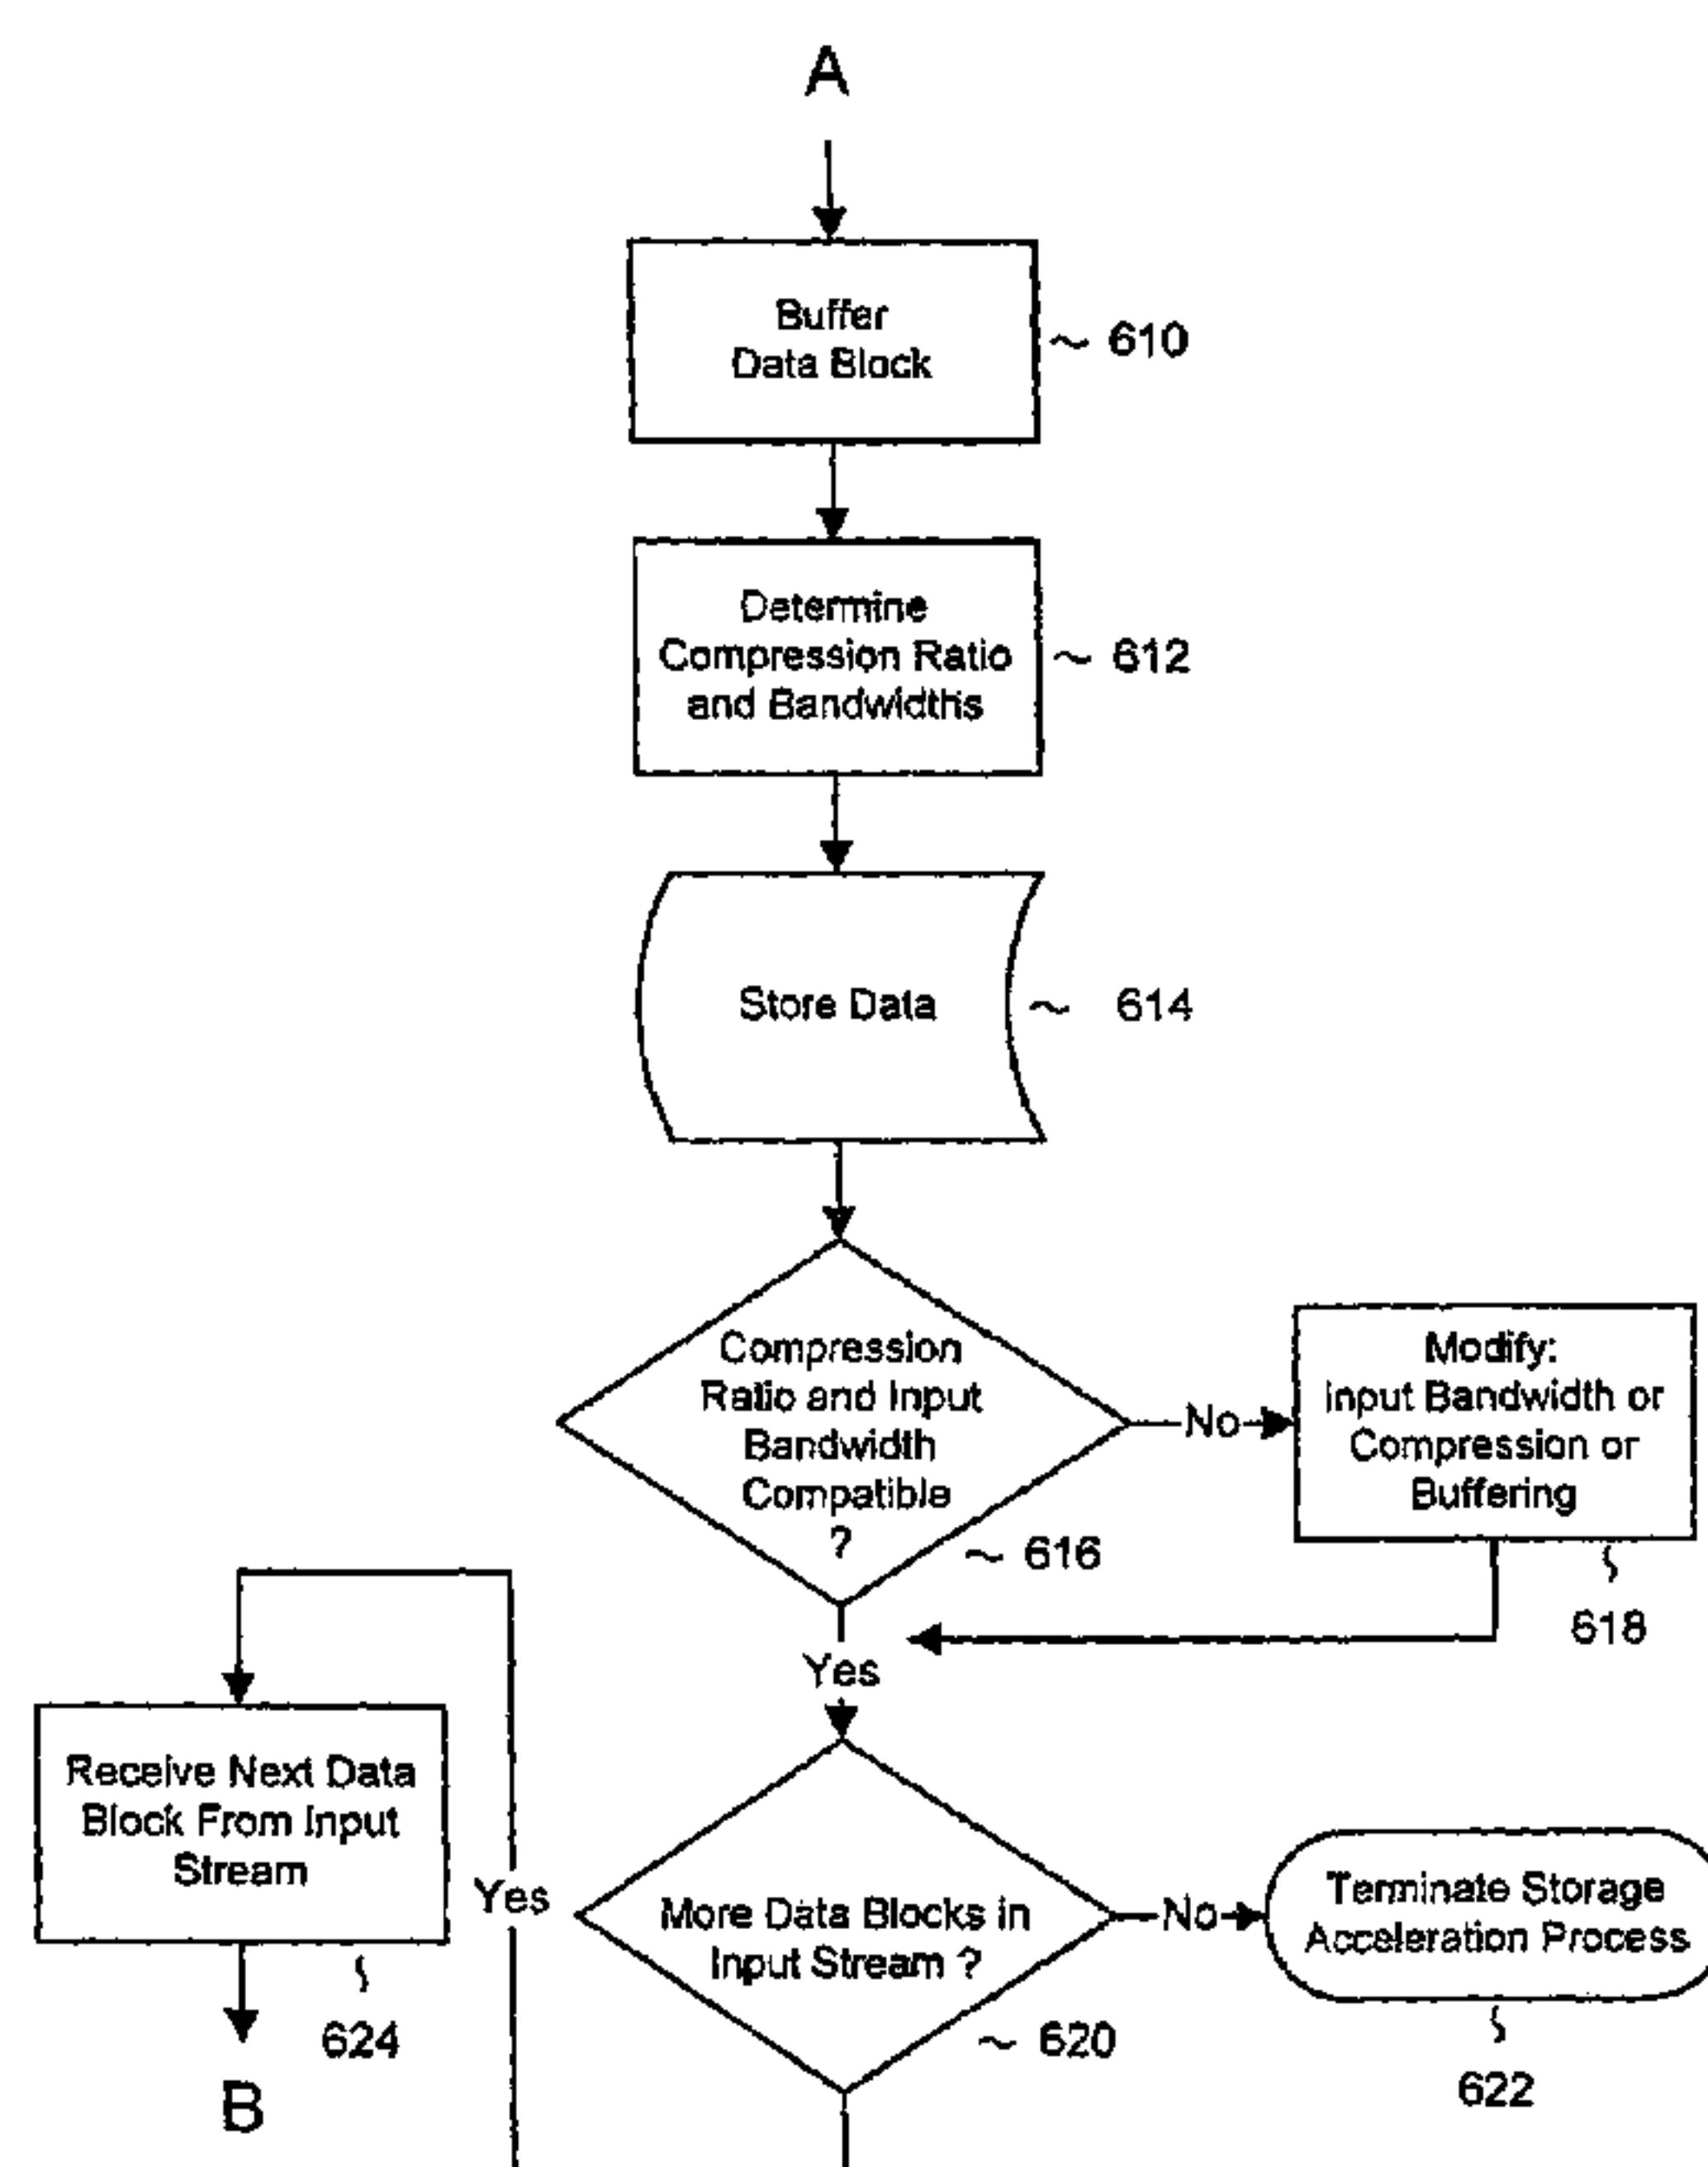 A
Buffer
Data Block
~ 610
Determine
Compression Ratio
and Bandwidths
~ 612
Store Data
~ 614
Compression
Ratio and Input
Bandwidth
Compatible
?
~ 616
No
Modify:
Input Bandwidth or
Compression or
Buffering
618
Yes
Receive Next Data
Block From Input
Stream
624
B
Yes
More Data Blocks in
Input Stream ?
~ 620
No
Terminate Storage
Acceleration Process
622